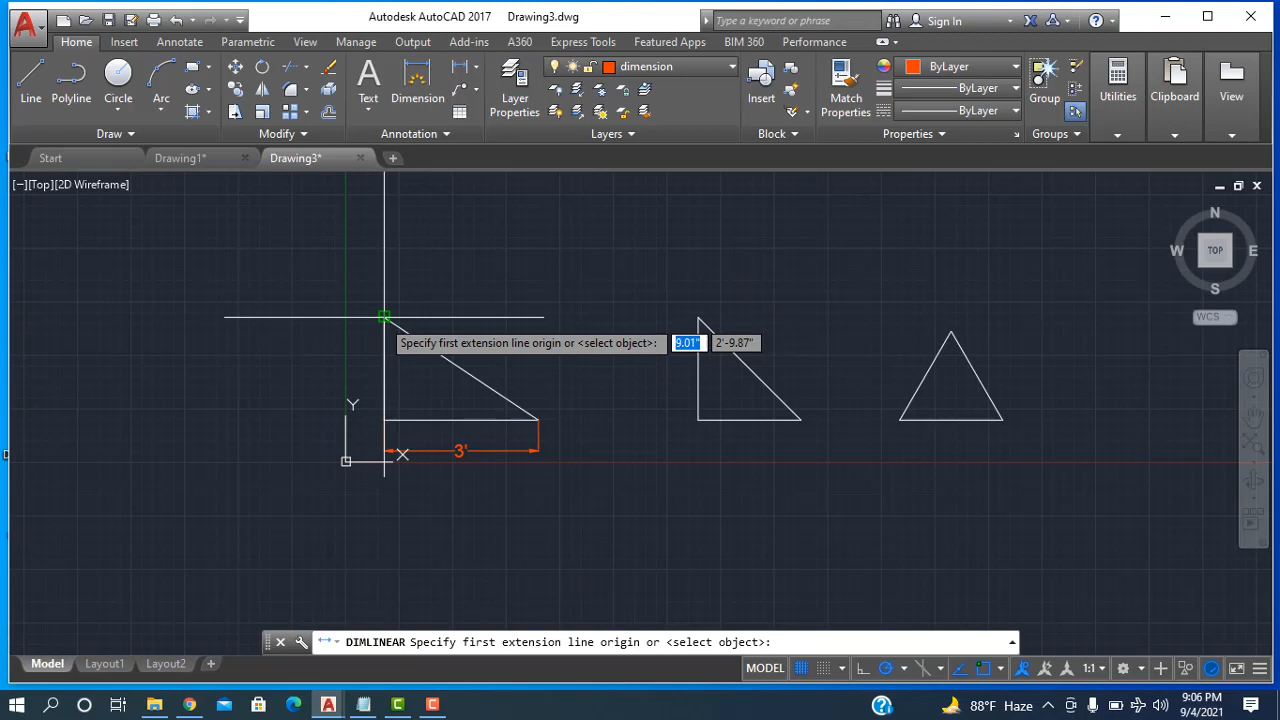 Autodesk AutoCAD 2017 Drawing3.dwg
Type a keyword or phrase
Sign In
Home Insert Annotate Parametric View Manage Output Add-ins A360 Express Tools Featured Apps BIM 360 Performance
Line Polyline Circle Arc
Text Dimension
Layer Properties
dimension
Insert
Match Properties
ByLayer
ByLayer
ByLayer
Group
Utilities
Clipboard
View
Draw Modify Annotation Layers Block Properties Groups
Start Drawing1* Drawing3*
[−][Top][2D Wireframe]
N
W TOP E
S
WCS
Specify first extension line origin or <select object>: 9.01" 2'-9.87"
Y
3'
X
DIMLINEAR Specify first extension line origin or <select object>:
Model Layout1 Layout2
MODEL 1:1
88°F Haze
9:06 PM
9/4/2021